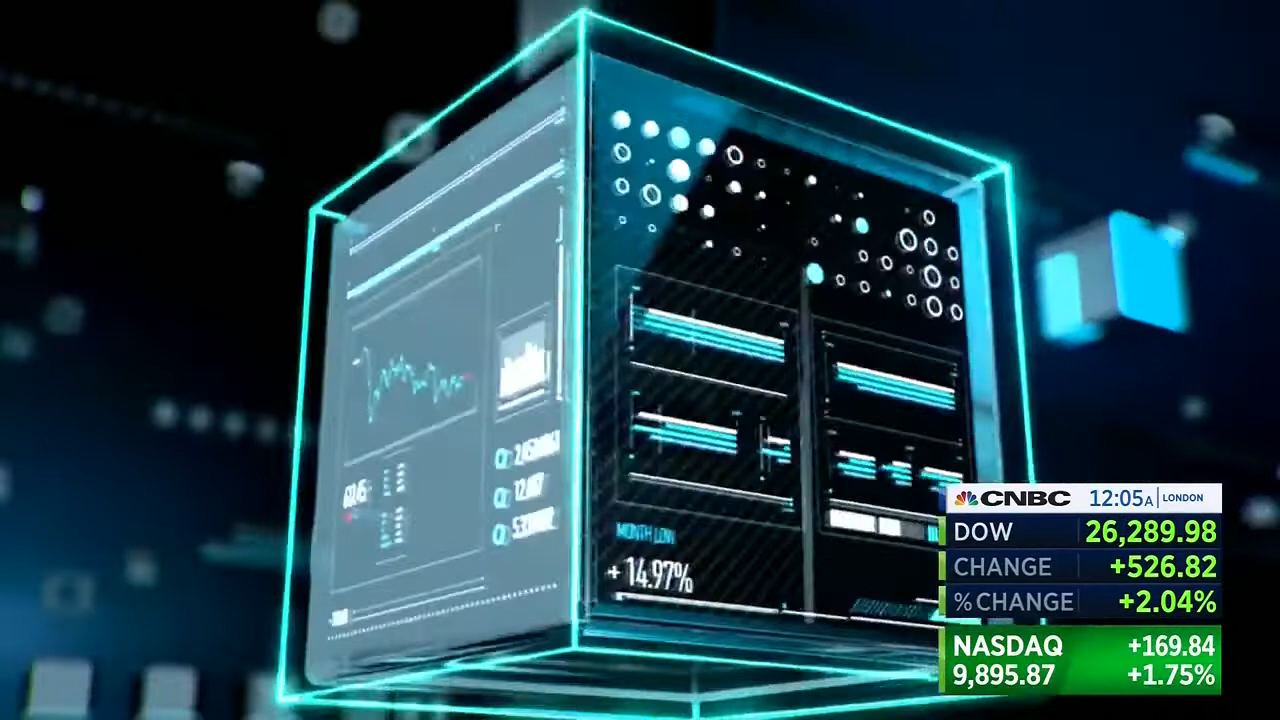 MONTH LOW
+ 14.97%
CNBC 12:05A LONDON
DOW 26,289.98
CHANGE +526.82
% CHANGE +2.04%
NASDAQ +169.84
9,895.87 +1.75%